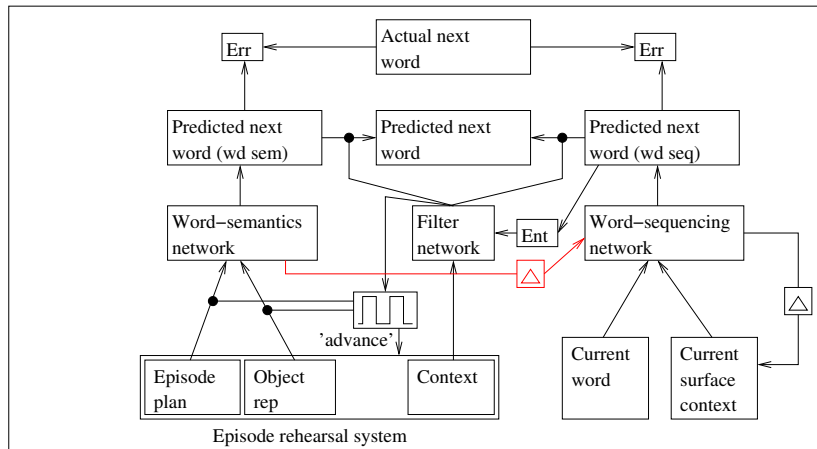 Err
Actual next
word
Err
Predicted next
word (wd sem)
Predicted next
word
Predicted next
word (wd seq)
Word−semantics
network
Filter
network
Ent
Word−sequencing
network
'advance'
Episode
plan
Object
rep
Context
Current
word
Current
surface
context
Episode rehearsal system